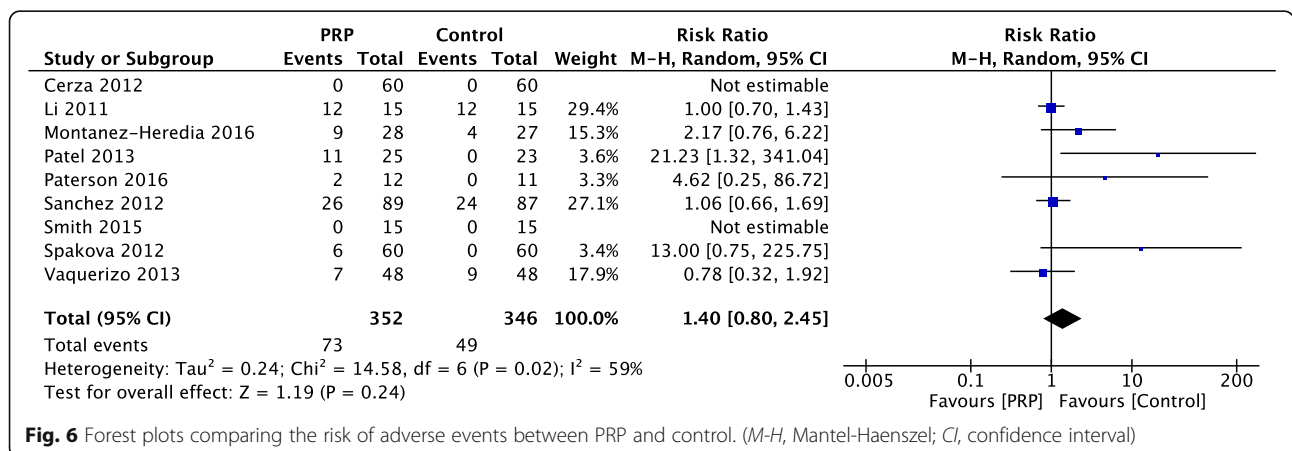 PRP Control Risk Ratio Risk Ratio
Study or Subgroup Events Total Events Total Weight M-H, Random, 95% CI M-H, Random, 95% CI
Cerza 2012 0 60 0 60 Not estimable
Li 2011 12 15 12 15 29.4% 1.00 [0.70, 1.43]
Montanez-Heredia 2016 9 28 4 27 15.3% 2.17 [0.76, 6.22]
Patel 2013 11 25 0 23 3.6% 21.23 [1.32, 341.04]
Paterson 2016 2 12 0 11 3.3% 4.62 [0.25, 86.72]
Sanchez 2012 26 89 24 87 27.1% 1.06 [0.66, 1.69]
Smith 2015 0 15 0 15 Not estimable
Spakova 2012 6 60 0 60 3.4% 13.00 [0.75, 225.75]
Vaquerizo 2013 7 48 9 48 17.9% 0.78 [0.32, 1.92]
Total (95% CI) 352 346 100.0% 1.40 [0.80, 2.45]
Total events 73 49
Heterogeneity: Tau² = 0.24; Chi² = 14.58, df = 6 (P = 0.02); I² = 59%
Test for overall effect: Z = 1.19 (P = 0.24)
0.005 0.1 1 10 200
Favours [PRP] Favours [Control]
Fig. 6 Forest plots comparing the risk of adverse events between PRP and control. (M-H, Mantel-Haenszel; CI, confidence interval)